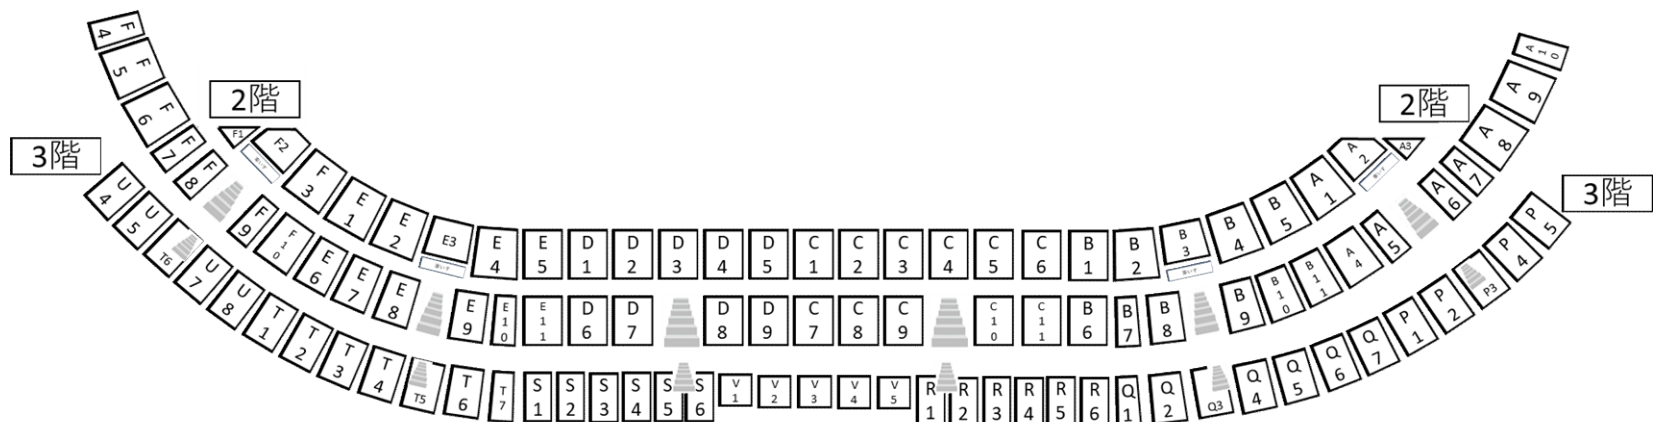 2階
2階
3階
3階
F4
F5
F6
F7
F8
F1
F2
F3
E1
E2
E3
E4
E5
D1
D2
D3
D4
D5
C1
C2
C3
C4
C5
C6
B1
B2
B3
B4
B5
A1
A2
A3
A10
A9
A8
A7
A6
F9
F10
E6
E7
E8
E9
E10
E11
D6
D7
D8
D9
C7
C8
C9
C10
C11
B6
B7
B8
B9
B10
B11
A4
A5
U4
U5
T6
U7
U8
T1
T2
T3
T4
T5
T6
T7
S1
S2
S3
S4
S5
S6
V1
V2
V3
V4
V5
R1
R2
R3
R4
R5
R6
Q1
Q2
Q3
Q4
Q5
Q6
Q7
P1
P2
P3
P4
P5